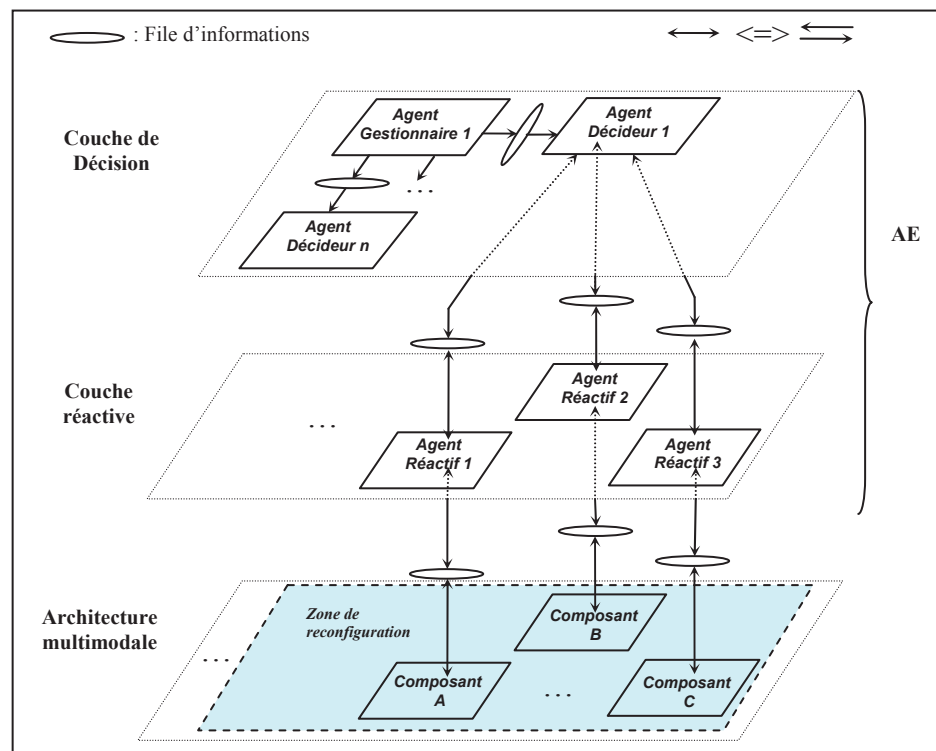 : File d'informations
<=>
Agent
Gestionnaire 1
Agent
Décideur 1
Couche de
Décision
. . .
Agent
Décideur n
AE
Couche
réactive
Agent
Réactif 2
. . .
Agent
Réactif 1
Agent
Réactif 3
Architecture
multimodale
Zone de
reconfiguration
Composant
B
. . .
Composant
A
. . .
Composant
C